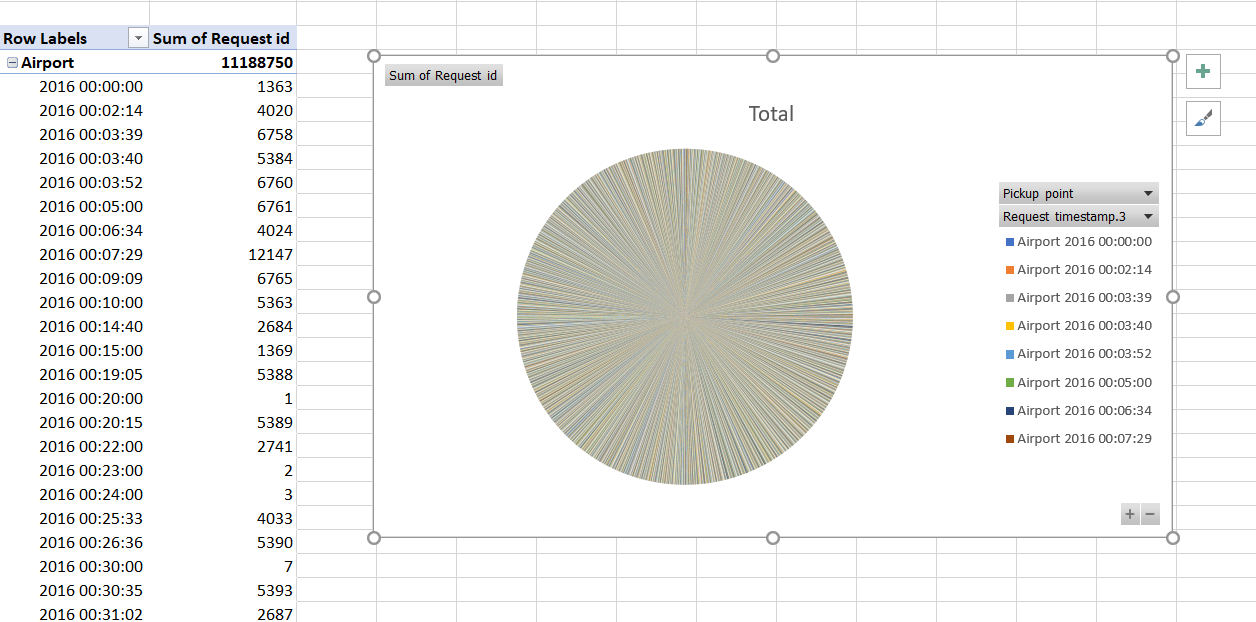 Row Labels Sum of Request id
Airport 11188750
2016 00:00:00 1363
2016 00:02:14 4020
2016 00:03:39 6758
2016 00:03:40 5384
2016 00:03:52 6760
2016 00:05:00 6761
2016 00:06:34 4024
2016 00:07:29 12147
2016 00:09:09 6765
2016 00:10:00 5363
2016 00:14:40 2684
2016 00:15:00 1369
2016 00:19:05 5388
2016 00:20:00 1
2016 00:20:15 5389
2016 00:22:00 2741
2016 00:23:00 2
2016 00:24:00 3
2016 00:25:33 4033
2016 00:26:36 5390
2016 00:30:00 7
2016 00:30:35 5393
2016 00:31:02 2687
Sum of Request id
Total
Pickup point
Request timestamp.3
Airport 2016 00:00:00
Airport 2016 00:02:14
Airport 2016 00:03:39
Airport 2016 00:03:40
Airport 2016 00:03:52
Airport 2016 00:05:00
Airport 2016 00:06:34
Airport 2016 00:07:29